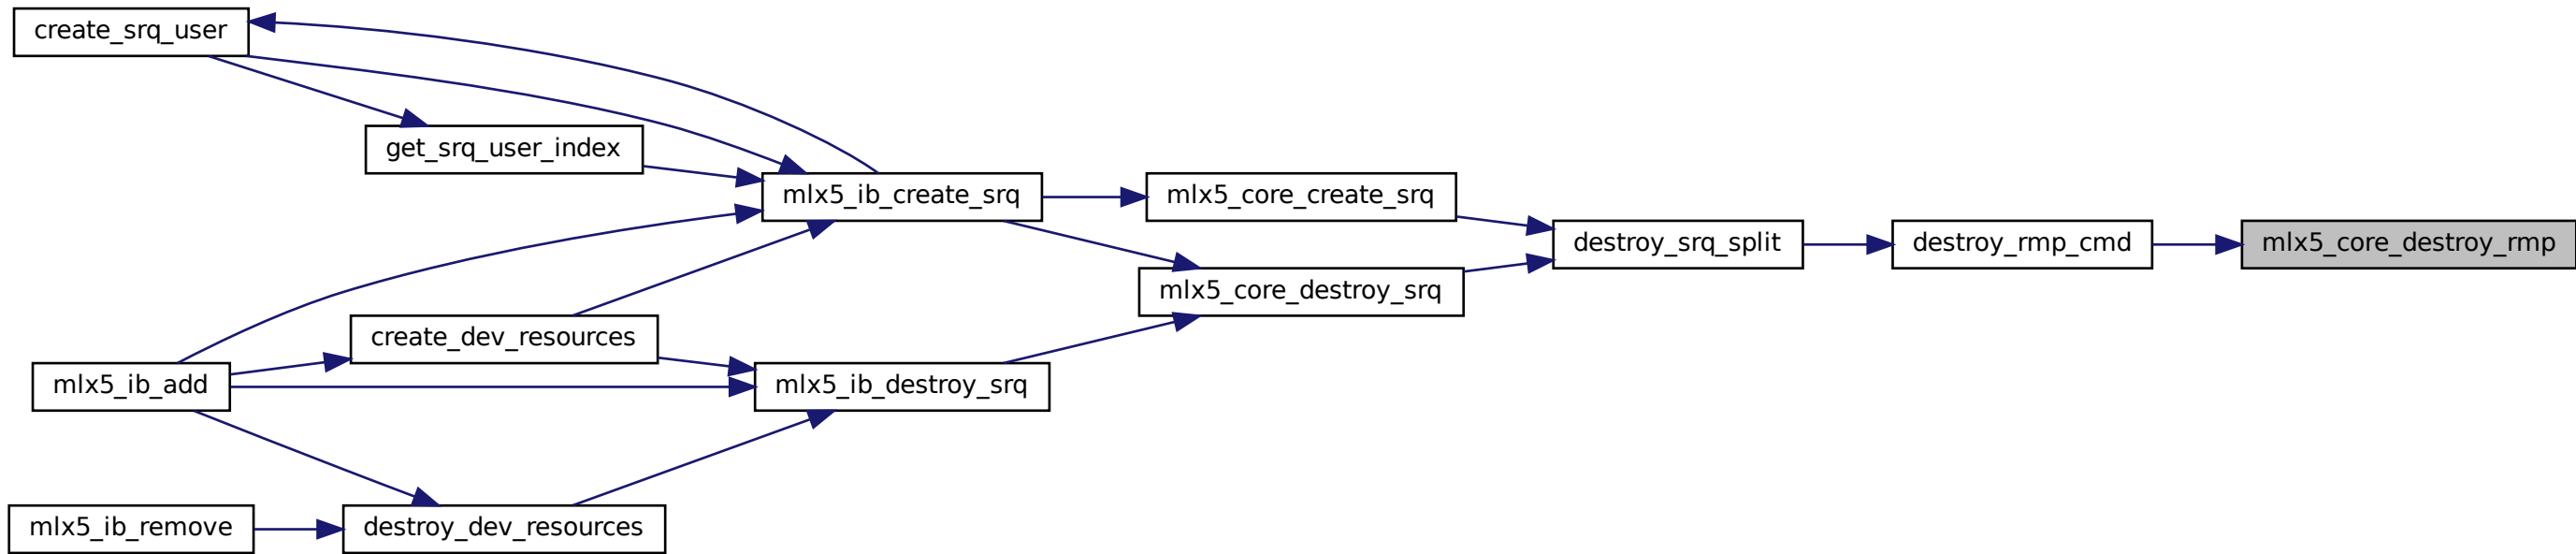 create_srq_user
get_srq_user_index
mlx5_ib_create_srq
mlx5_core_create_srq
destroy_srq_split
destroy_rmp_cmd
mlx5_core_destroy_rmp
mlx5_core_destroy_srq
create_dev_resources
mlx5_ib_add
mlx5_ib_destroy_srq
mlx5_ib_remove
destroy_dev_resources